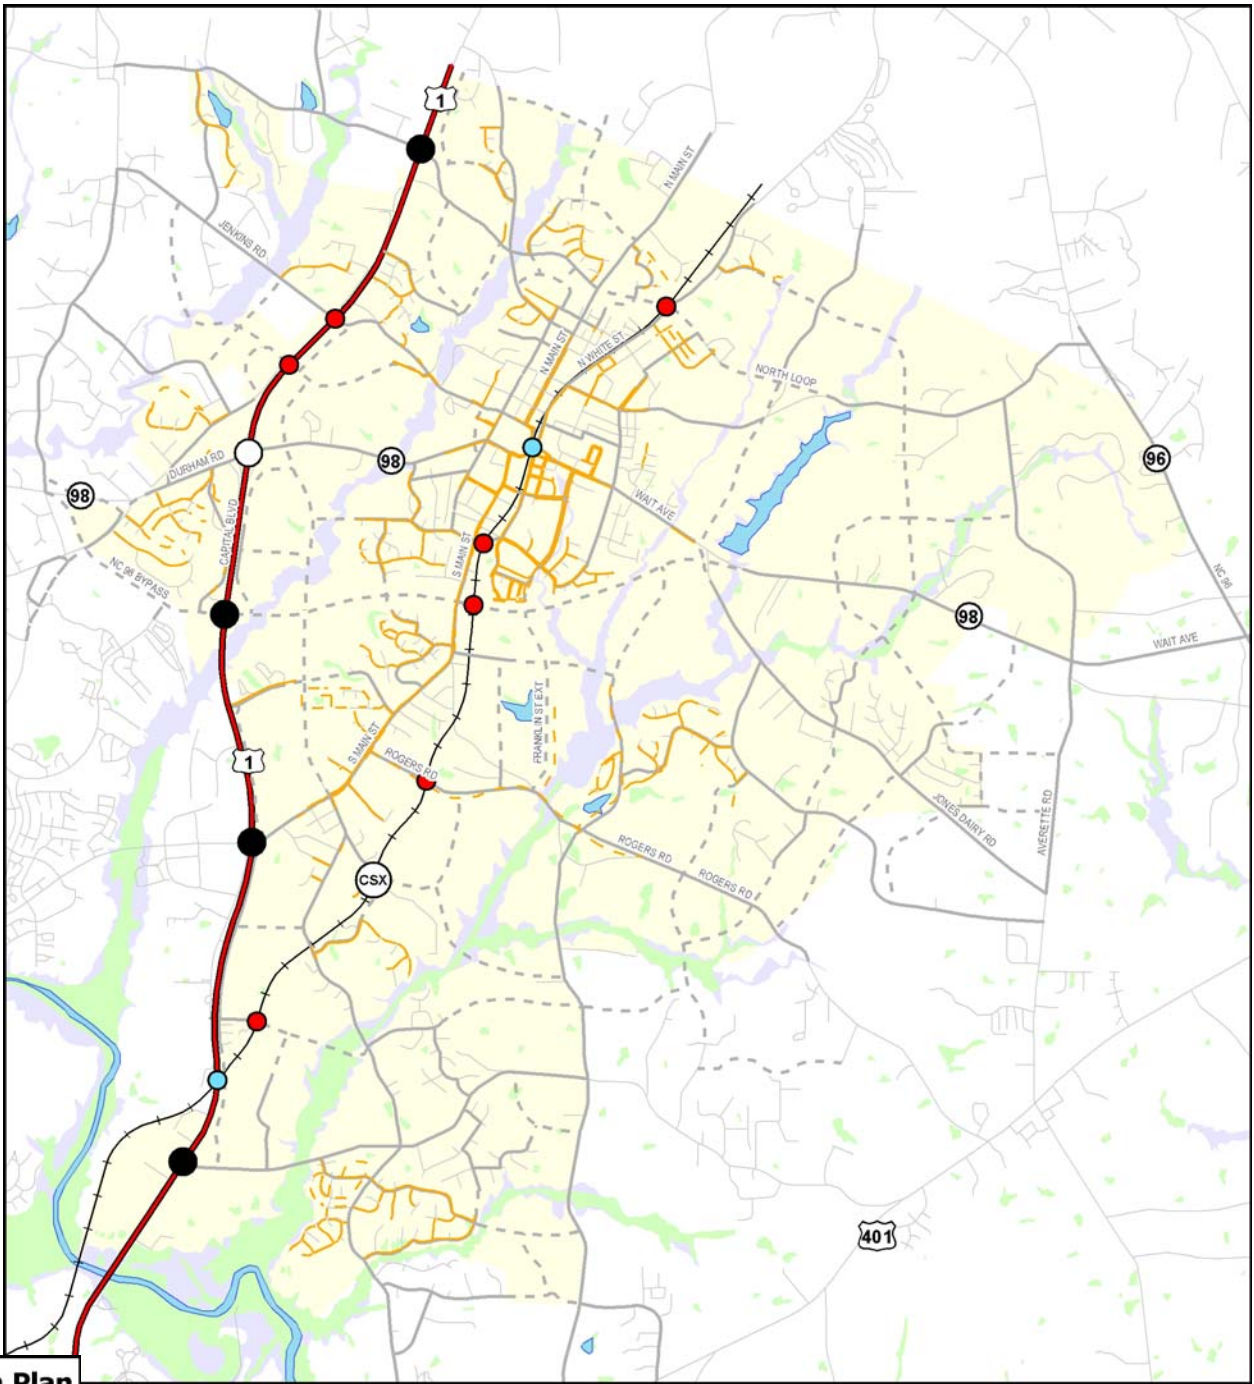 1
N MAIN ST
JENKINS RD
N MAIN ST
N WHITE ST
NORTH LOOP
98
DURHAM RD
98
96
CAPITAL BLVD
WAIT AVE
S MAIN ST
NC 98 BYPASS
NC 96
98
WAIT AVE
FRANKLIN ST EXT
S MAIN ST
ROGERS RD
1
JONES DAIRY RD
AVERETTE RD
ROGERS RD
ROGERS RD
CSX
401
Plan